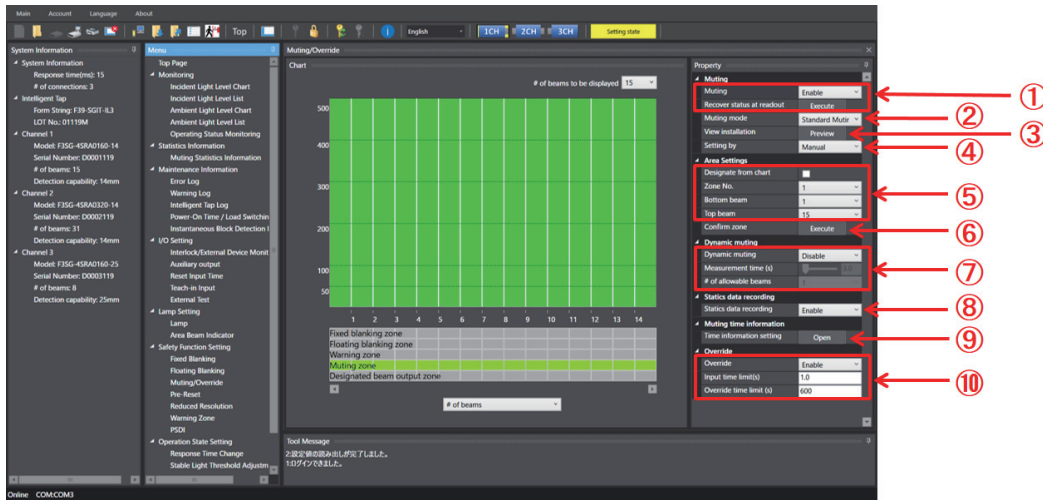 Main Account Language About
Top English 1CH 2CH 3CH Setting state
System Information
System Information
Response time(ms): 15
# of connections: 3
Intelligent Tap
Form String: F39-SGIT-IL3
LOT No.: 01119M
Channel 1
Model: F3SG-4SRA0160-14
Serial Number: D0001119
# of beams: 15
Detection capability: 14mm
Channel 2
Model: F3SG-4SRA0320-14
Serial Number: D0002119
# of beams: 31
Detection capability: 14mm
Channel 3
Model: F3SG-4SRA0160-25
Serial Number: D0003119
# of beams: 8
Detection capability: 25mm
Menu
Top Page
Monitoring
Incident Light Level Chart
Incident Light Level List
Ambient Light Level Chart
Ambient Light Level List
Operating Status Monitoring
Statistics Information
Muting Statistics Information
Maintenance Information
Error Log
Warning Log
Intelligent Tap Log
Power-On Time / Load Switchin
Instantaneous Block Detection I
I/O Setting
Interlock/External Device Monit
Auxiliary output
Reset Input Time
Teach-in Input
External Test
Lamp Setting
Lamp
Area Beam Indicator
Safety Function Setting
Fixed Blanking
Floating Blanking
Muting/Override
Pre-Reset
Reduced Resolution
Warning Zone
PSDI
Operation State Setting
Response Time Change
Stable Light Threshold Adjustm
Muting/Override
Chart
# of beams to be displayed 15
500
400
300
200
100
50
1 2 3 4 5 6 7 8 9 10 11 12 13 14
Fixed blanking zone
Floating blanking zone
Warning zone
Muting zone
Designated beam output zone
# of beams
Tool Message
2:設定値の読み出しが完了しました。
1:ログインできました。
Property
Muting
Muting Enable ①
Recover status at readout Execute
Muting mode Standard Mutir ②
View installation Preview ③
Setting by Manual ④
Area Settings
Designate from chart
Zone No. 1 ⑤
Bottom beam 1
Top beam 15
Confirm zone Execute ⑥
Dynamic muting
Dynamic muting Disable
Measurement time (s) 3.0 ⑦
# of allowable beams 1
Statics data recording
Statics data recording Enable ⑧
Muting time information
Time information setting Open ⑨
Override
Override Enable
Input time limit(s) 1.0 ⑩
Override time limit (s) 600
Online COM:COM3